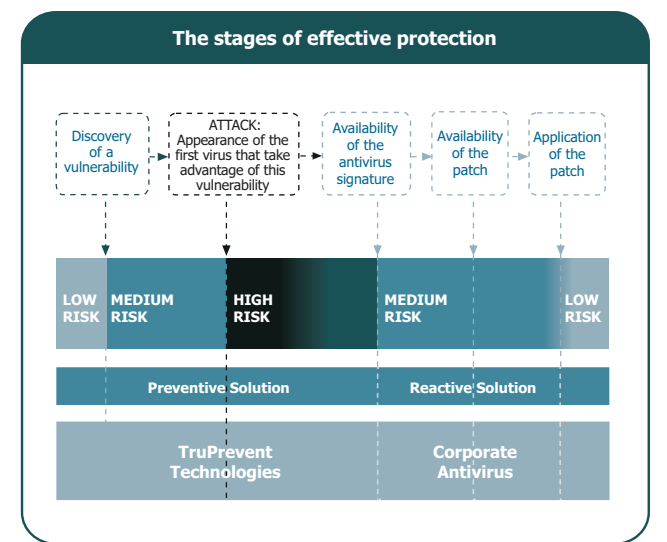 The stages of effective protection
Discovery
of a
vulnerability
ATTACK:
Appearance of the
first virus that take
advantage of this
vulnerability
Availability
of the
antivirus
signature
Availability
of the
patch
Application
of the
patch
LOW
RISK
MEDIUM
RISK
HIGH
RISK
MEDIUM
RISK
LOW
RISK
Preventive Solution
Reactive Solution
TruPrevent
Technologies
Corporate
Antivirus